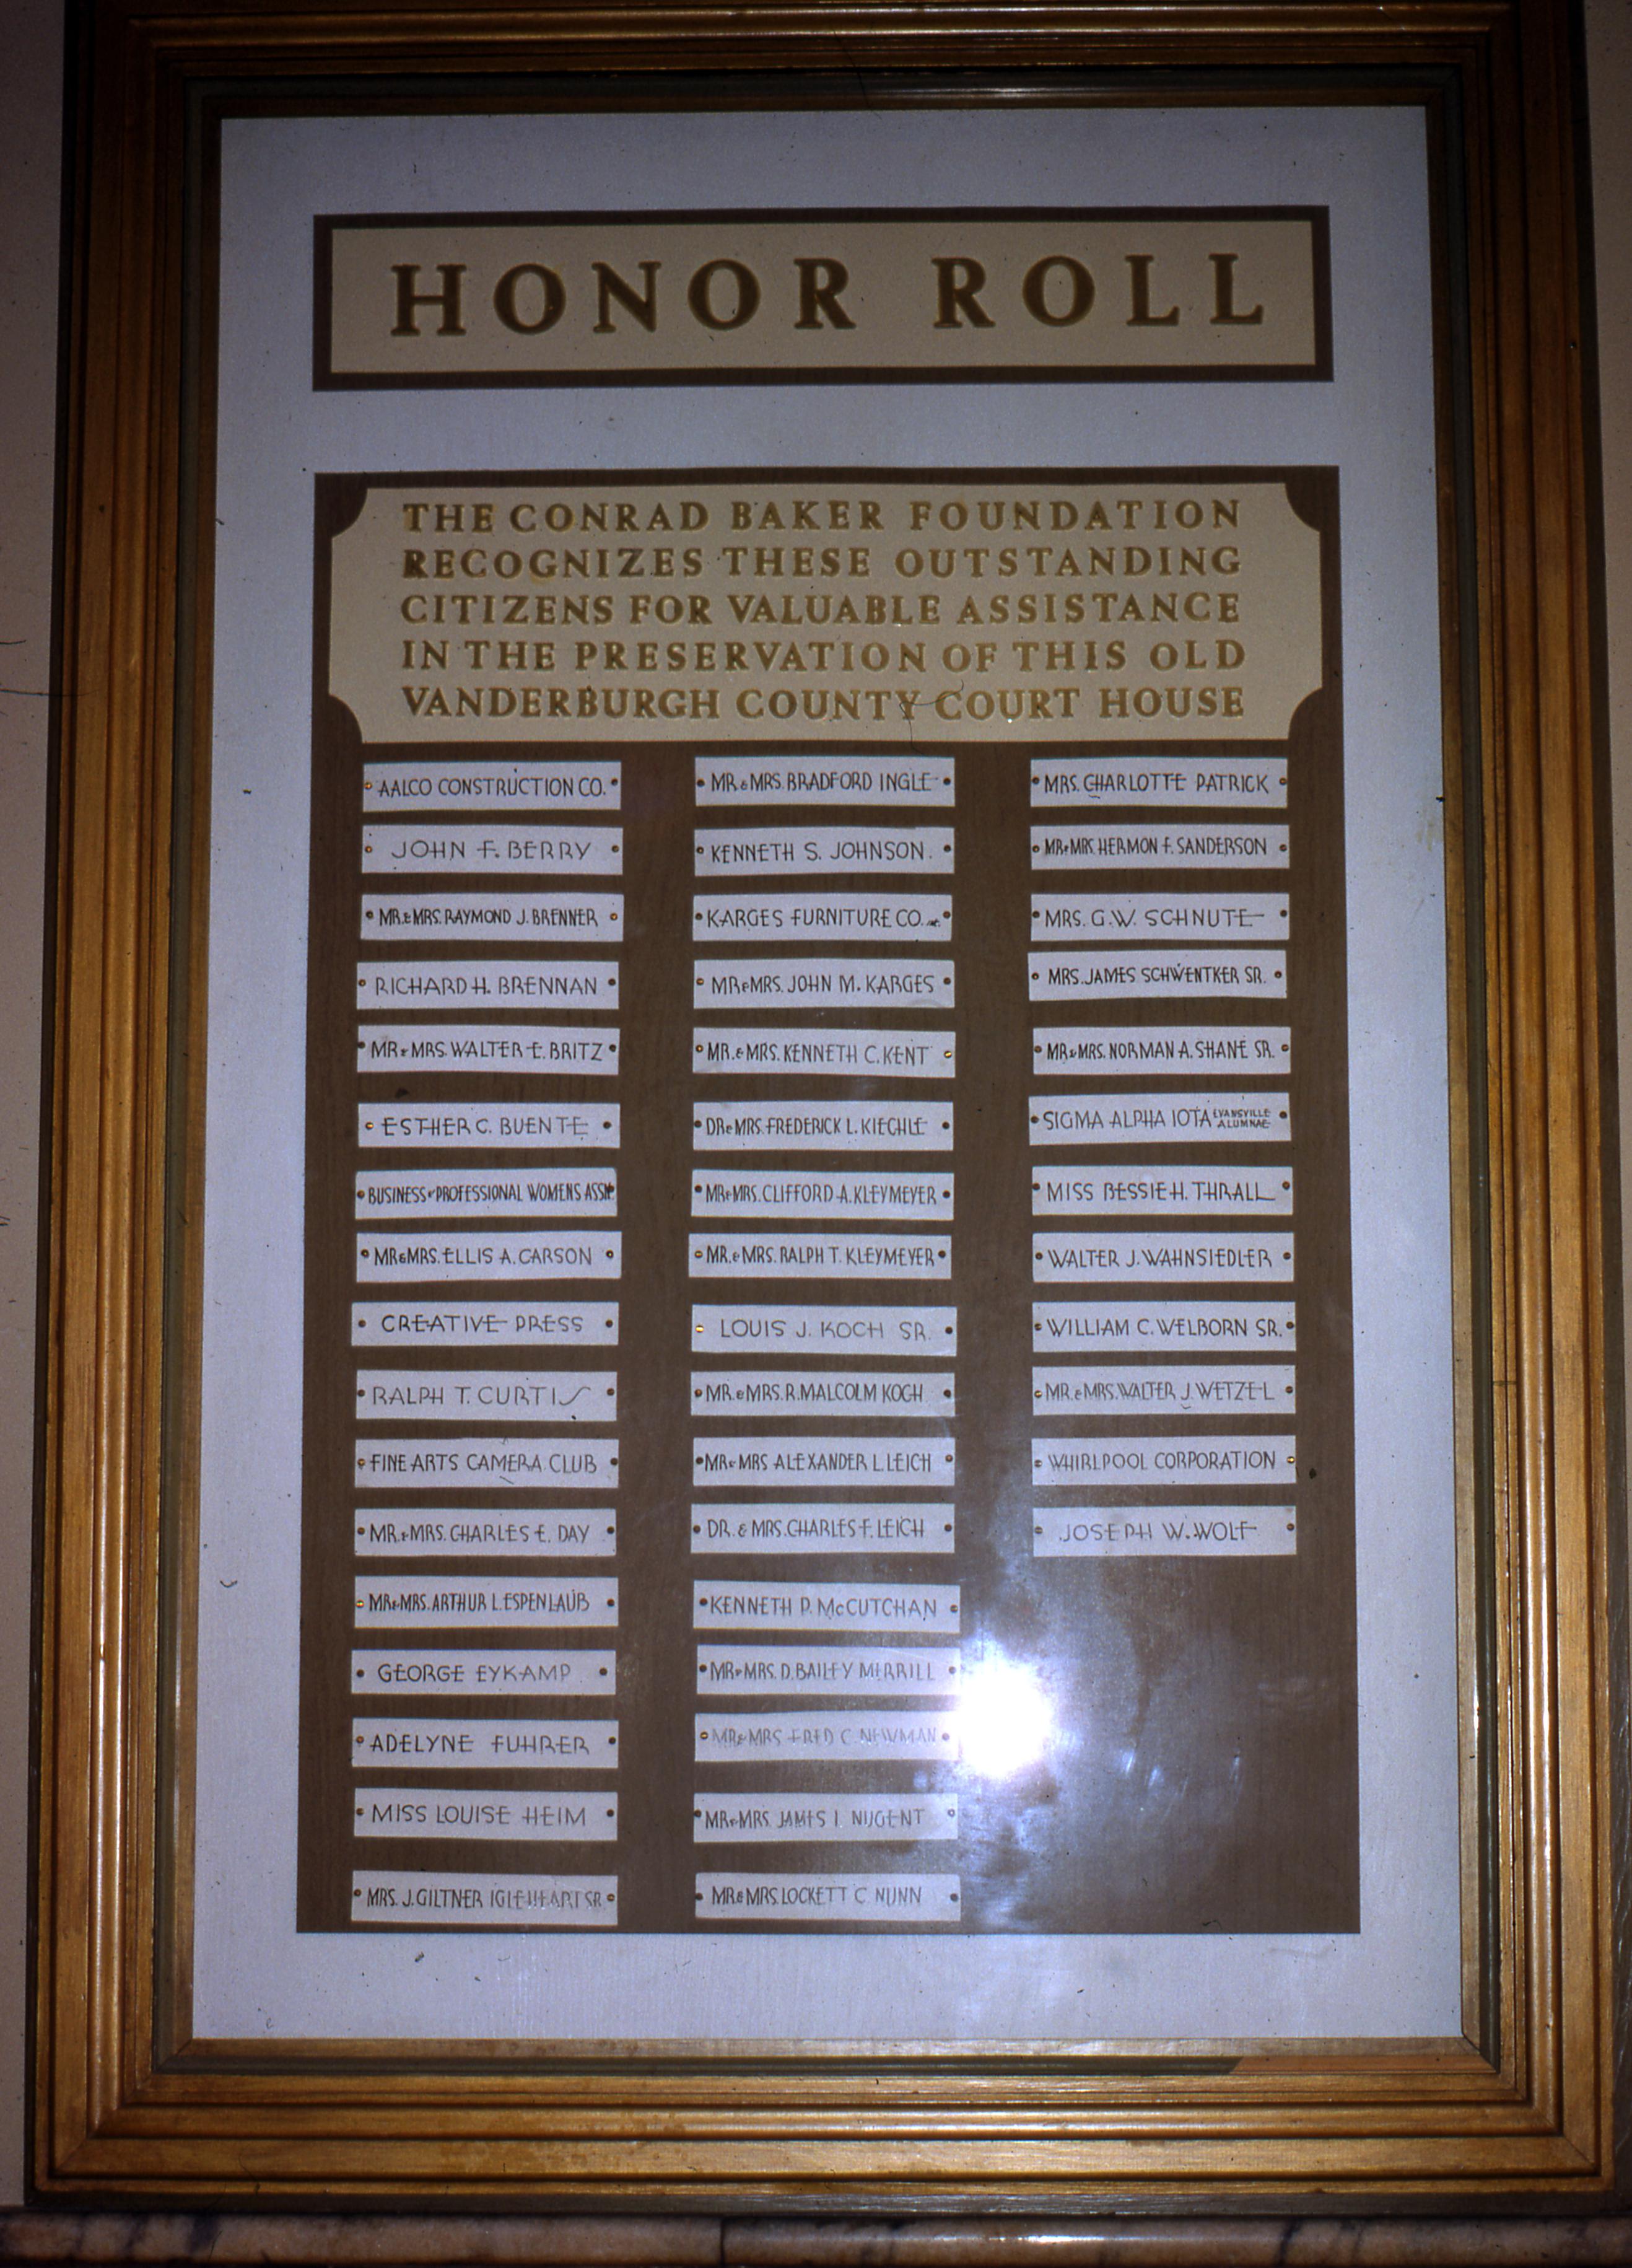 HONOR ROLL
THE CONRAD BAKER FOUNDATION
RECOGNIZES THESE OUTSTANDING
CITIZENS FOR VALUABLE ASSISTANCE
IN THE PRESERVATION OF THIS OLD
VANDERBURGH COUNTY COURT HOUSE
AALCO CONSTRUCTION CO.
JOHN F. BERRY
MR. & MRS. RAYMOND J. BRENNER
RICHARD H. BRENNAN
MR & MRS. WALTER E. BRITZ
ESTHER C. BUENTE
BUSINESS & PROFESSIONAL WOMENS ASSN.
MR & MRS. ELLIS A. CARSON
CREATIVE PRESS
RALPH T. CURTIS
FINE ARTS CAMERA CLUB
MR. & MRS. CHARLES E. DAY
MR & MRS. ARTHUR L. ESPENLAUB
GEORGE EYKAMP
ADELYNE FUHRER
MISS LOUISE HEIM
MRS. J. GILTNER IGLEHEART SR.
MR. & MRS. BRADFORD INGLE
KENNETH S. JOHNSON.
KARGES FURNITURE CO.
MR & MRS. JOHN M. KARGES
MR. & MRS. KENNETH C. KENT
DR & MRS. FREDERICK L. KIECHLE
MR & MRS. CLIFFORD A. KLEYMEYER
MR. & MRS. RALPH T. KLEYMEYER
LOUIS J. KOCH SR.
MR. & MRS. R. MALCOLM KOCH
MR & MRS ALEXANDER L. LEICH
DR. & MRS. CHARLES F. LEICH
KENNETH P. McCUTCHAN
MR & MRS. D. BAILEY MERRILL
MR & MRS FRED C. NEWMAN
MR & MRS. JAMES I. NUGENT
MR & MRS. LOCKETT C. NUNN
MRS. CHARLOTTE PATRICK
MR & MRS HERMON F. SANDERSON
MRS. G. W. SCHNUTE
MRS. JAMES SCHWENTKER SR.
MR & MRS. NORMAN A. SHANE SR.
SIGMA ALPHA IOTA EVANSVILLE ALUMNAE
MISS BESSIE H. THRALL
WALTER J. WAHNSIEDLER
WILLIAM C. WELBORN SR.
MR. & MRS. WALTER J. WETZEL
WHIRLPOOL CORPORATION
JOSEPH W. WOLF